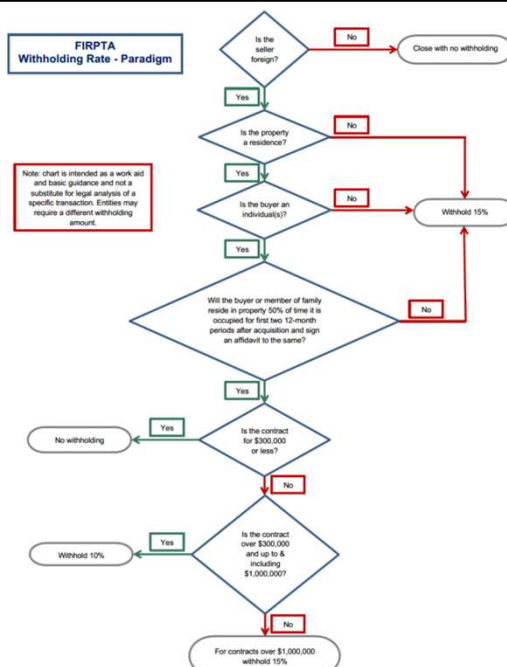 FIRPTA
Withholding Rate - Paradigm
Is the
seller
foreign?
No
Close with no withholding
Yes
Is the property
a residence?
No
Note: chart is intended as a work aid
and basic guidance and not a
substitute for legal analysis of a
specific transaction. Entities may
require a different withholding
amount.
Yes
Is the buyer an
individual(s)?
No
Withhold 15%
Yes
Will the buyer or member of family
reside in property 50% of time it is
occupied for first two 12-month
periods after acquisition and sign
an affidavit to the same?
No
Yes
Is the contract
for $300,000
or less?
Yes
No withholding
No
Is the contract
over $300,000
and up to &
including
$1,000,000?
Yes
Withhold 10%
No
For contracts over $1,000,000
withhold 15%